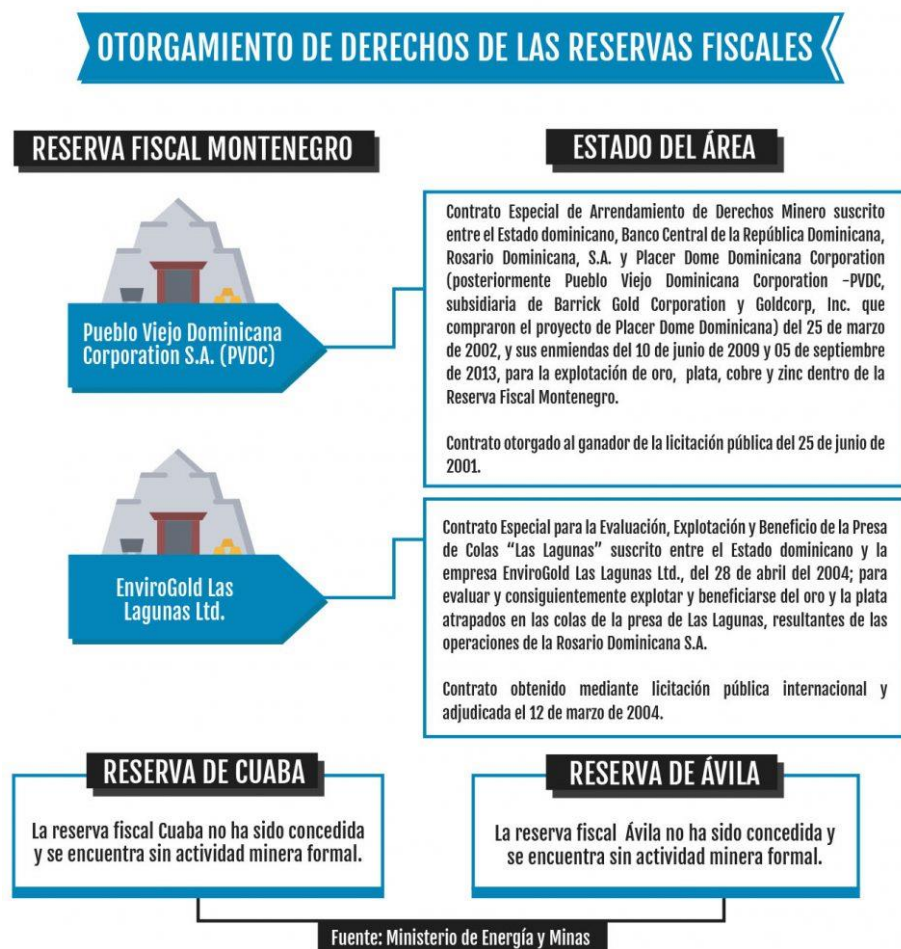 OTORGAMIENTO DE DERECHOS DE LAS RESERVAS FISCALES
RESERVA FISCAL MONTENEGRO
ESTADO DEL ÁREA
Pueblo Viejo Dominicana
Corporation S.A. (PVDC)
Contrato Especial de Arrendamiento de Derechos Minero suscrito
entre el Estado dominicano, Banco Central de la República Dominicana,
Rosario Dominicana, S.A. y Placer Dome Dominicana Corporation
(posteriormente Pueblo Viejo Dominicana Corporation -PVDC,
subsidiaria de Barrick Gold Corporation y Goldcorp, Inc. que
compraron el proyecto de Placer Dome Dominicana) del 25 de marzo
de 2002, y sus enmiendas del 10 de junio de 2009 y 05 de septiembre
de 2013, para la explotación de oro, plata, cobre y zinc dentro de la
Reserva Fiscal Montenegro.
Contrato otorgado al ganador de la licitación pública del 25 de junio de
2001.
EnviroGold Las
Lagunas Ltd.
Contrato Especial para la Evaluación, Explotación y Beneficio de la Presa
de Colas “Las Lagunas” suscrito entre el Estado dominicano y la
empresa EnviroGold Las Lagunas Ltd., del 28 de abril del 2004; para
evaluar y consiguientemente explotar y beneficiarse del oro y la plata
atrapados en las colas de la presa de Las Lagunas, resultantes de las
operaciones de la Rosario Dominicana S.A.
Contrato obtenido mediante licitación pública internacional y
adjudicada el 12 de marzo de 2004.
RESERVA DE CUABA
La reserva fiscal Cuaba no ha sido concedida
y se encuentra sin actividad minera formal.
RESERVA DE ÁVILA
La reserva fiscal Ávila no ha sido concedida y
se encuentra sin actividad minera formal.
Fuente: Ministerio de Energía y Minas